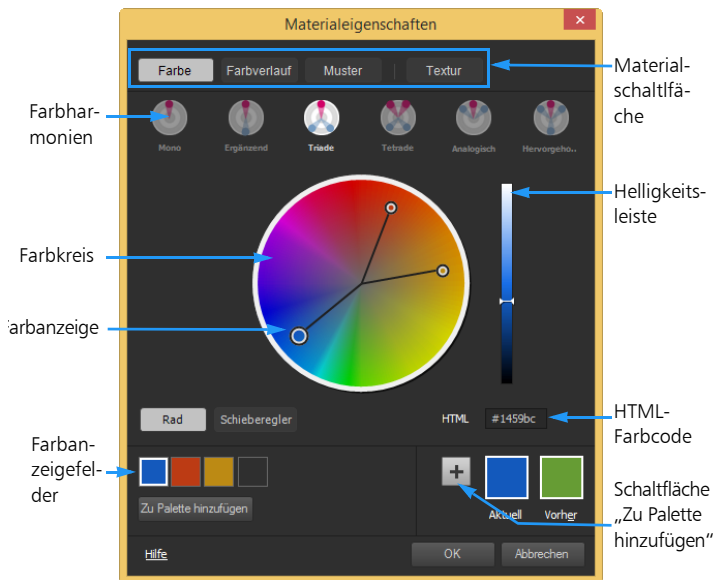 Materialeigenschaften
Farbe Farbverlauf Muster Textur
Material-
schaltlfä-
che
Farbhar-
monien
Mono Ergänzend Triade Tetrade Analogisch Hervorgeho..
Helligkeits-
leiste
Farbkreis
arbanzeige
Rad Schieberegler HTML #1459bc
HTML-
Farbcode
Farban-
zeigefel-
der
Zu Palette hinzufügen
Aktuell Vorher
Schaltfläche
„Zu Palette
hinzufügen“
Hilfe OK Abbrechen